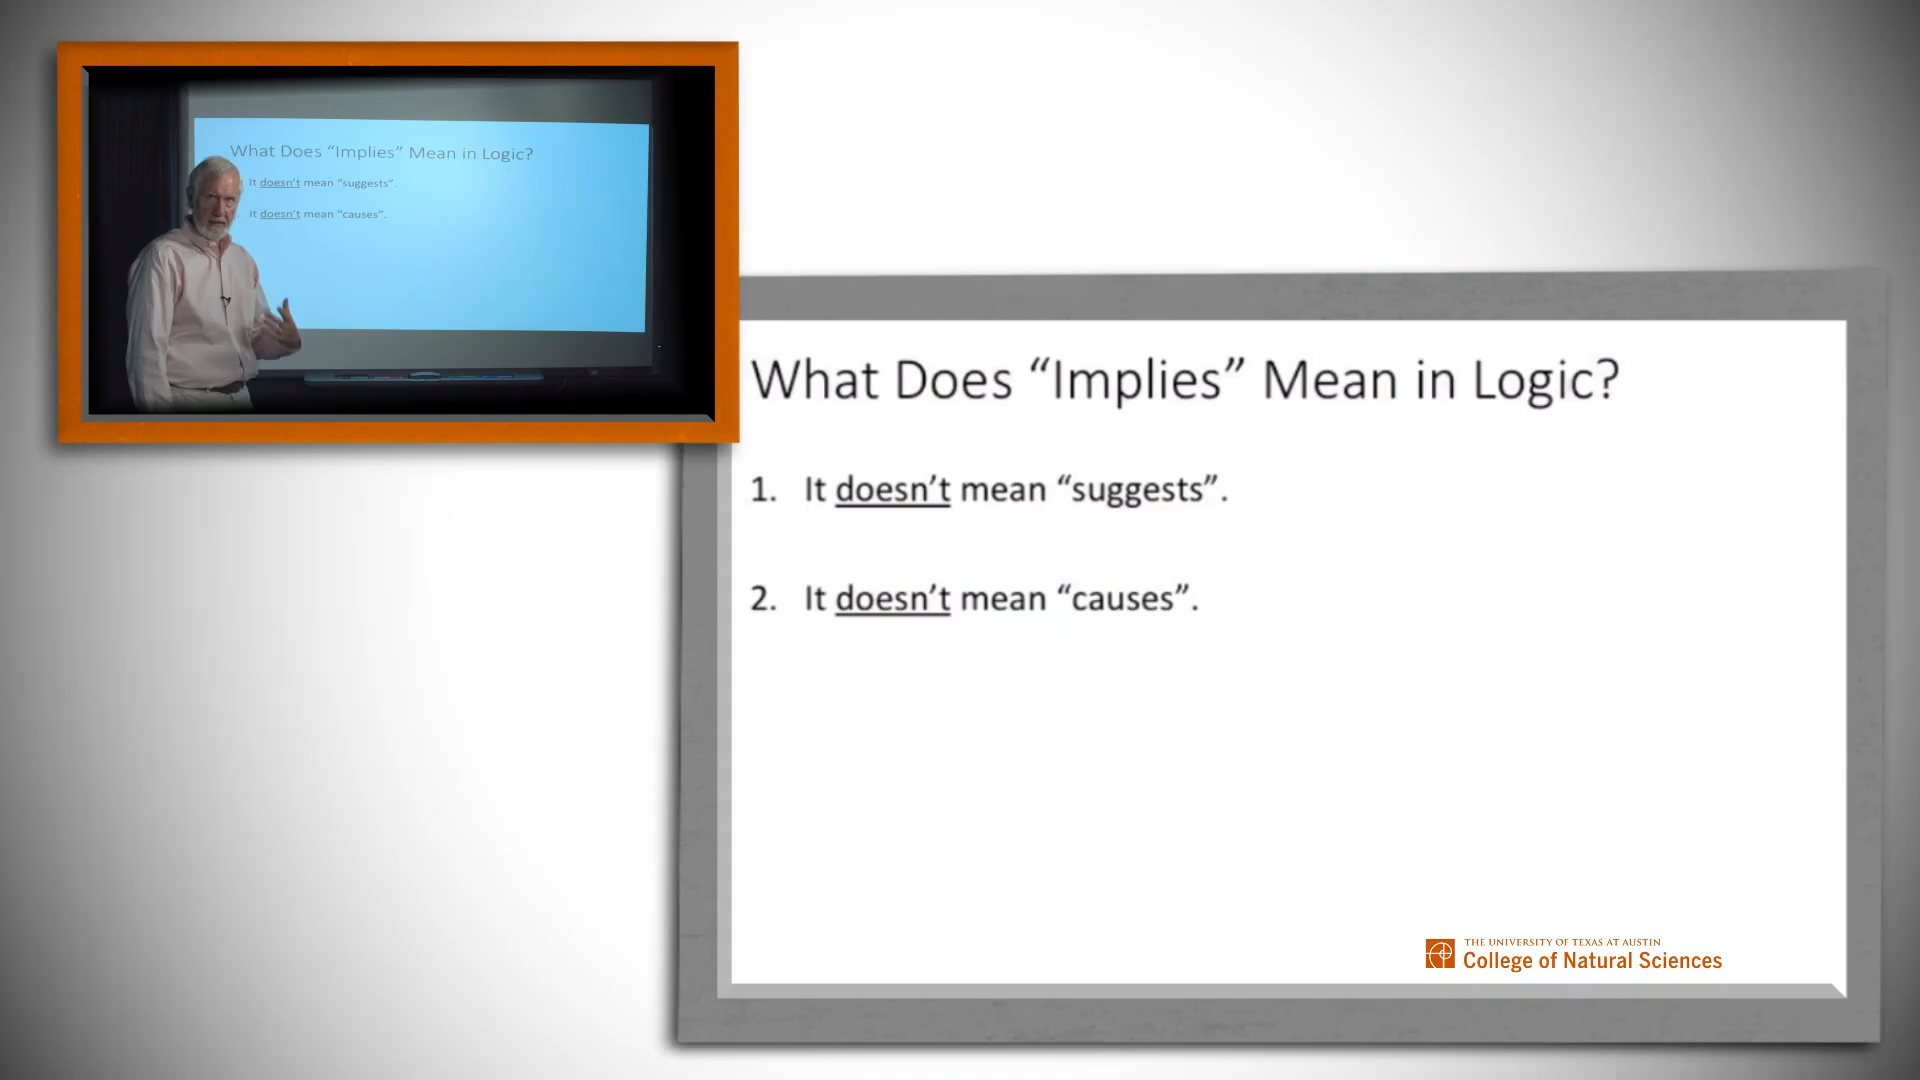 What Does “Implies” Mean in Logic?
It doesn’t mean “suggests”.
It doesn’t mean “causes”.
What Does “Implies” Mean in Logic?
1. It doesn’t mean “suggests”.
2. It doesn’t mean “causes”.
THE UNIVERSITY OF TEXAS AT AUSTIN
College of Natural Sciences